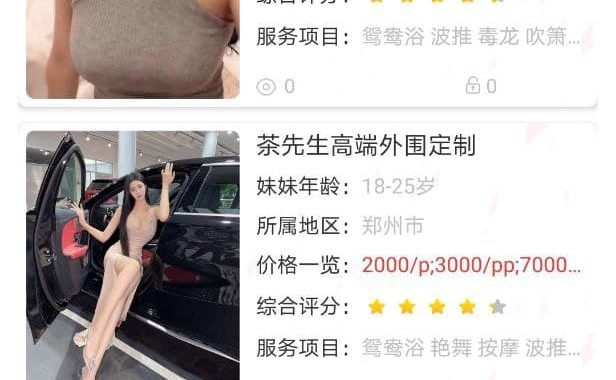 综合评分：
服务项目：鸳鸯浴 波推 毒龙 吹箫...
0
0
茶先生高端外围定制
妹妹年龄：18-25岁
所属地区：郑州市
价格一览：2000/p;3000/pp;7000...
综合评分：
服务项目：鸳鸯浴 艳舞 按摩 波推...